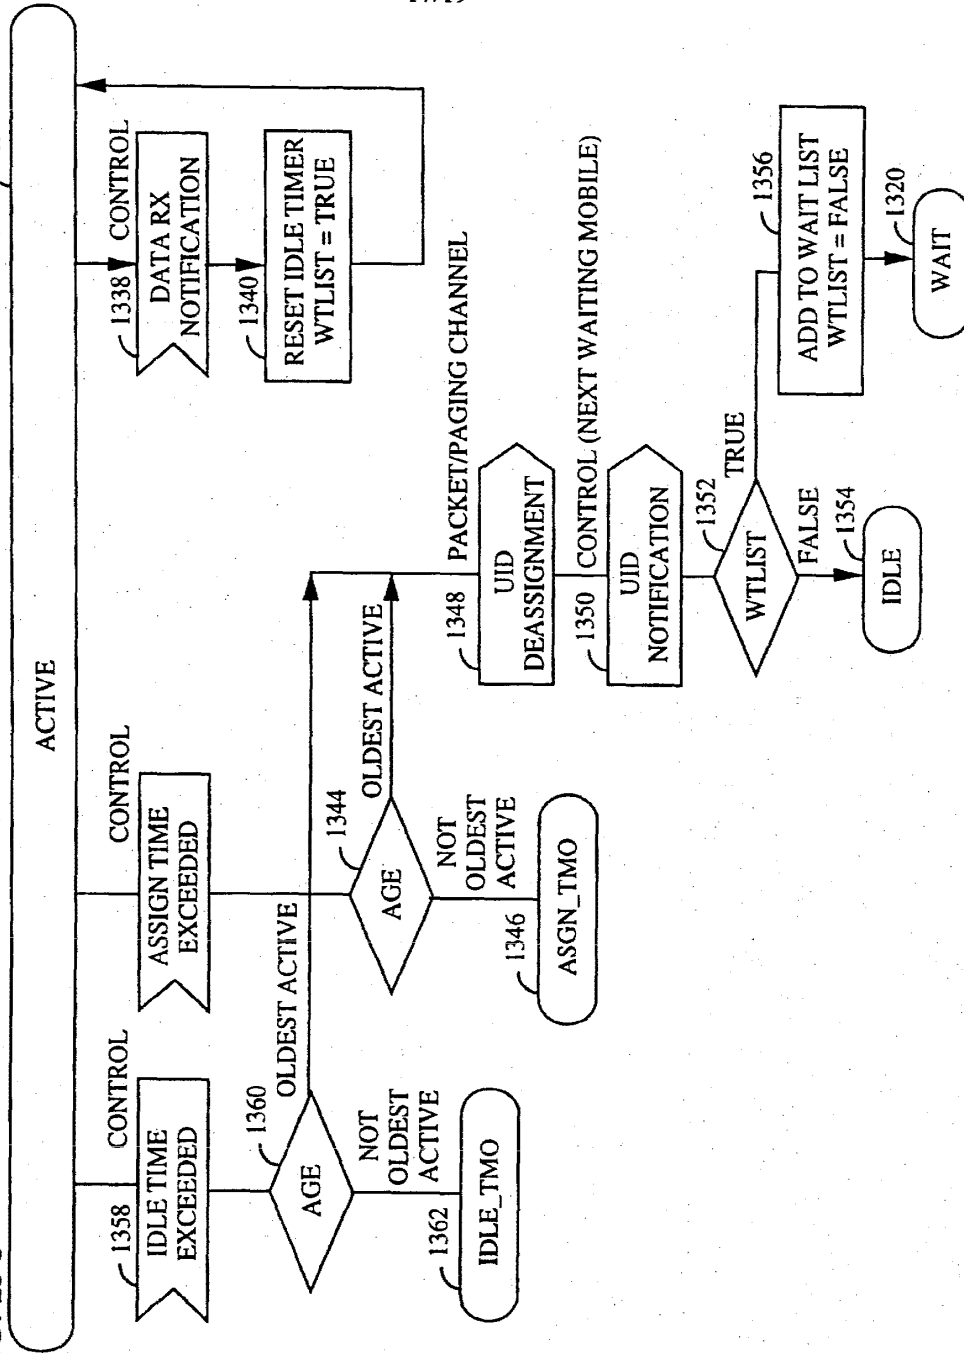 ACTIVE
CONTROL
1358
IDLE TIME
EXCEEDED
1360
AGE
OLDEST ACTIVE
NOT
OLDEST
ACTIVE
1362
IDLE_TMO
CONTROL
ASSIGN TIME
EXCEEDED
1344
AGE
OLDEST ACTIVE
NOT
OLDEST
ACTIVE
1346
ASGN_TMO
1348
PACKET/PAGING CHANNEL
UID
DEASSIGNMENT
1350
CONTROL (NEXT WAITING MOBILE)
UID
NOTIFICATION
1352
WTLIST
TRUE
FALSE
1354
IDLE
1338
CONTROL
DATA RX
NOTIFICATION
1340
RESET IDLE TIMER
WTLIST = TRUE
1356
ADD TO WAIT LIST
WTLIST = FALSE
1320
WAIT